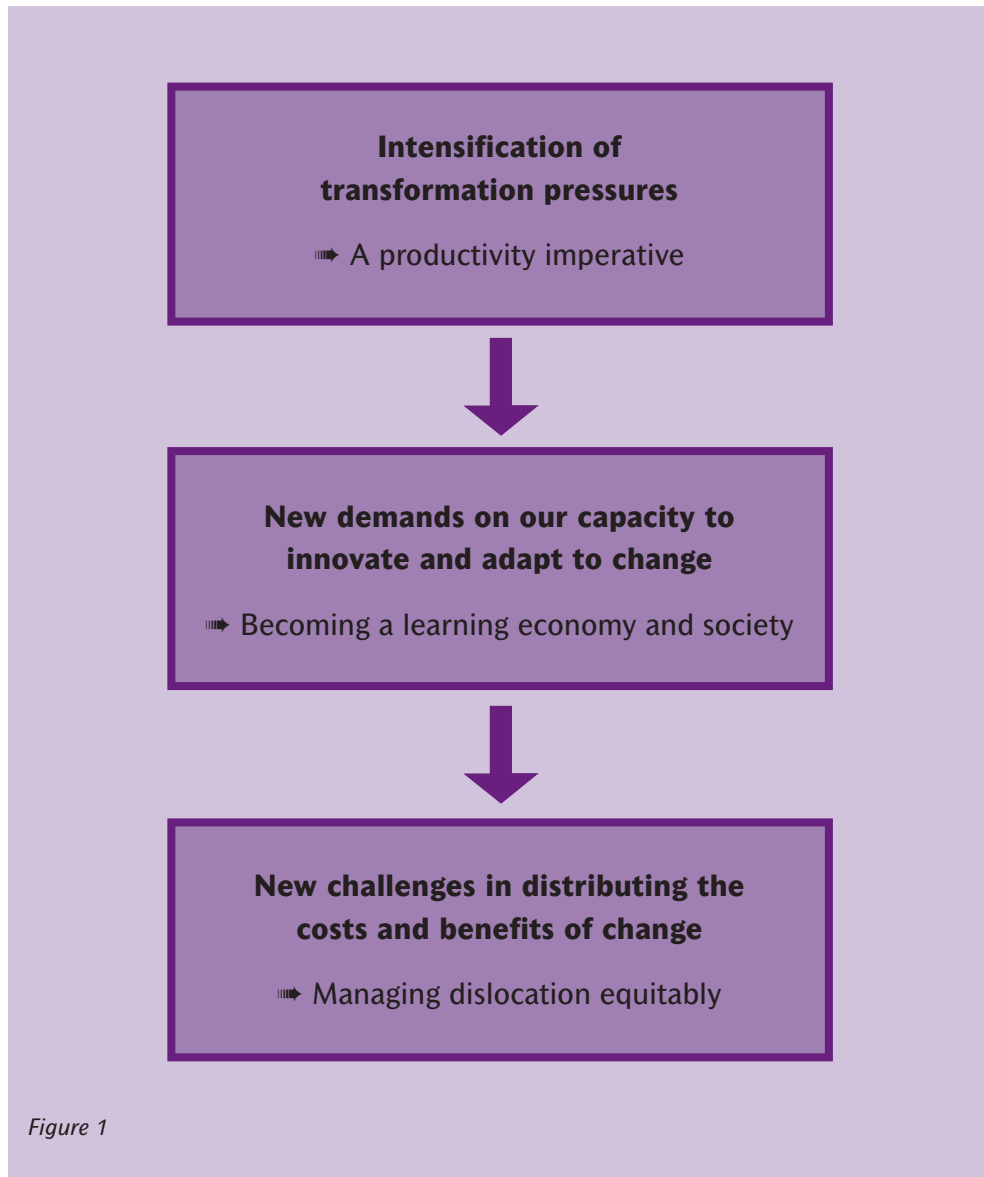 Intensification of
transformation pressures
➠ A productivity imperative
New demands on our capacity to
innovate and adapt to change
➠ Becoming a learning economy and society
New challenges in distributing the
costs and benefits of change
➠ Managing dislocation equitably
Figure 1